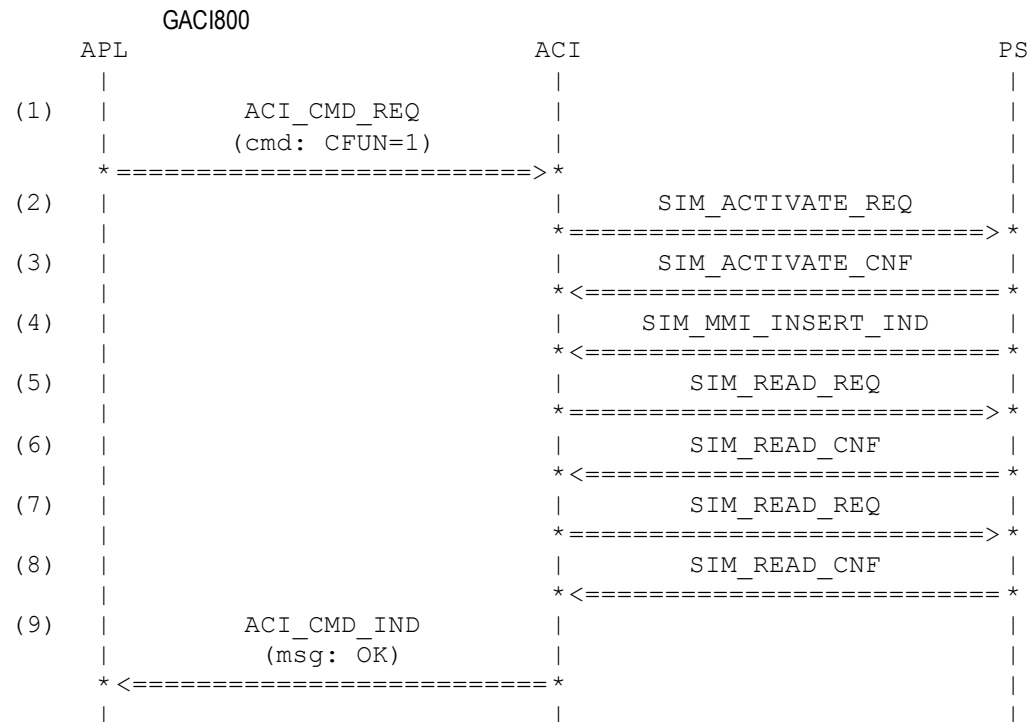 GACI800
APL ACI PS
(1) ACI_CMD_REQ
(cmd: CFUN=1)
(2) SIM_ACTIVATE_REQ
(3) SIM_ACTIVATE_CNF
(4) SIM_MMI_INSERT_IND
(5) SIM_READ_REQ
(6) SIM_READ_CNF
(7) SIM_READ_REQ
(8) SIM_READ_CNF
(9) ACI_CMD_IND
(msg: OK)